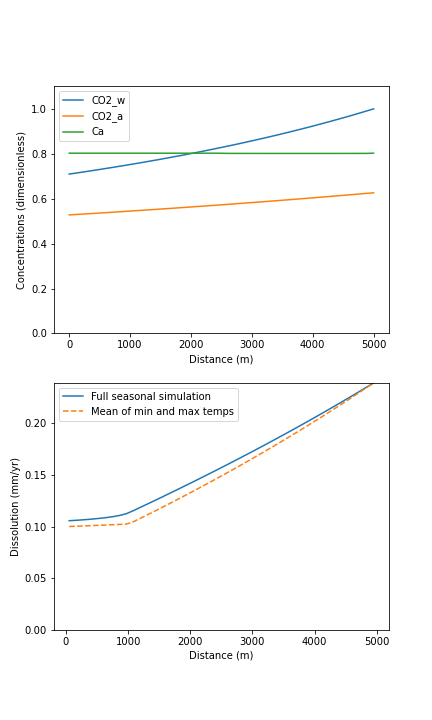 CO2_w
CO2_a
Ca
1.0
0.8
0.6
0.4
0.2
0.0
Concentrations (dimensionless)
0 1000 2000 3000 4000 5000
Distance (m)
Full seasonal simulation
Mean of min and max temps
0.20
0.15
0.10
0.05
0.00
Dissolution (mm/yr)
0 1000 2000 3000 4000 5000
Distance (m)